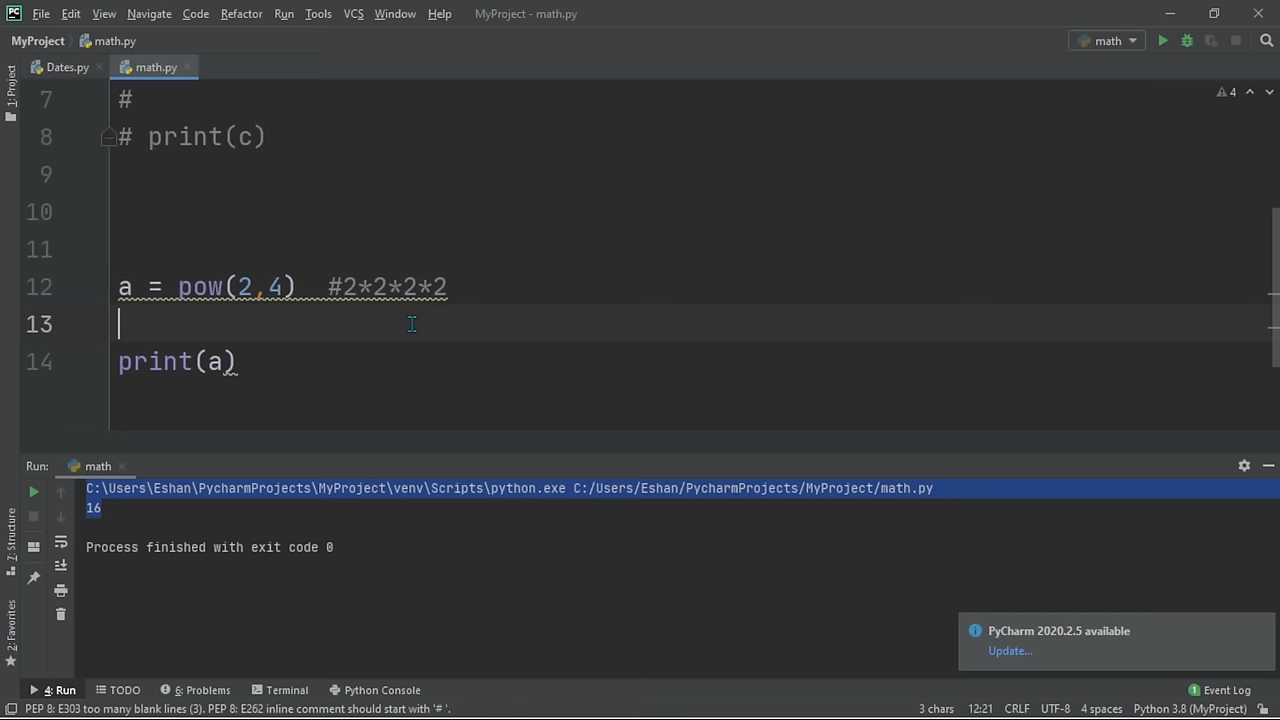 PC File Edit View Navigate Code Refactor Run Tools VCS Window Help MyProject - math.py
MyProject math.py math
Dates.py math.py
1: Project
4
7 #
8 # print(c)
9
10
11
12 a = pow(2,4) #2*2*2*2
13
14 print(a)
Run: math
C:\Users\Eshan\PycharmProjects\MyProject\venv\Scripts\python.exe C:/Users/Eshan/PycharmProjects/MyProject/math.py
16
Process finished with exit code 0
7: Structure
2: Favorites
PyCharm 2020.2.5 available
Update...
4: Run TODO 6: Problems Terminal Python Console 1 Event Log
PEP 8: E303 too many blank lines (3). PEP 8: E262 inline comment should start with '# '. 3 chars 12:21 CRLF UTF-8 4 spaces Python 3.8 (MyProject)